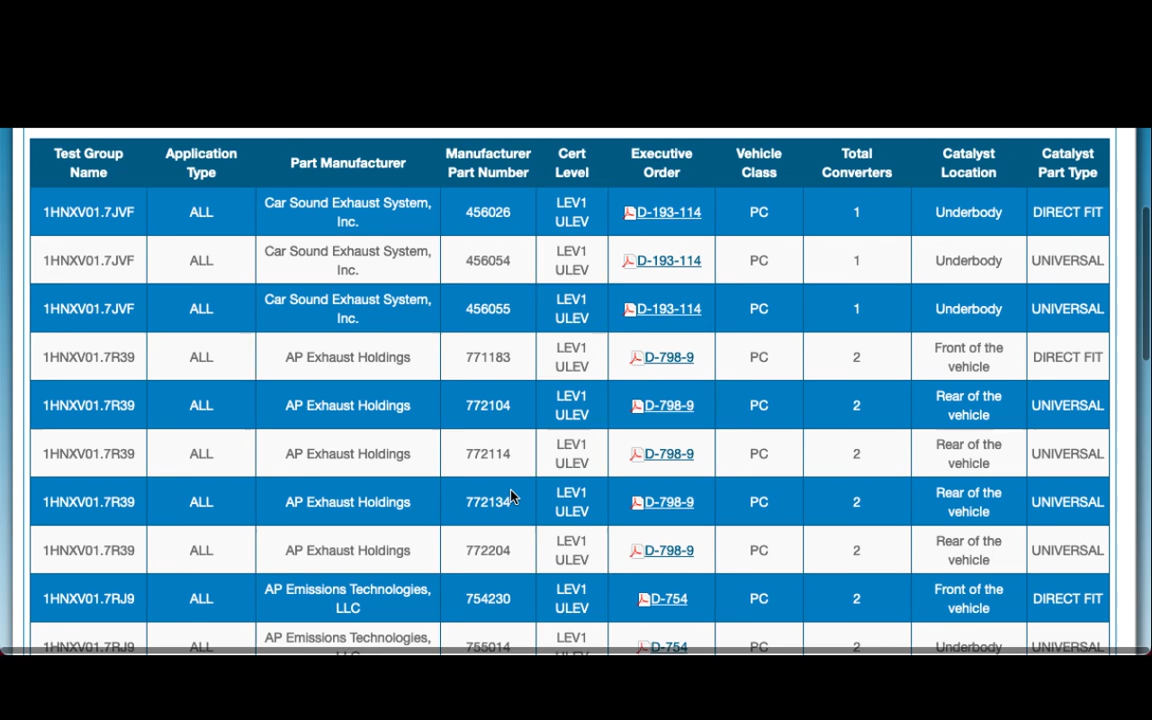 Test Group Name Application Type Part Manufacturer Manufacturer Part Number Cert Level Executive Order Vehicle Class Total Converters Catalyst Location Catalyst Part Type
1HNXV01.7JVF ALL Car Sound Exhaust System, Inc. 456026 LEV1 ULEV D-193-114 PC 1 Underbody DIRECT FIT
1HNXV01.7JVF ALL Car Sound Exhaust System, Inc. 456054 LEV1 ULEV D-193-114 PC 1 Underbody UNIVERSAL
1HNXV01.7JVF ALL Car Sound Exhaust System, Inc. 456055 LEV1 ULEV D-193-114 PC 1 Underbody UNIVERSAL
1HNXV01.7R39 ALL AP Exhaust Holdings 771183 LEV1 ULEV D-798-9 PC 2 Front of the vehicle DIRECT FIT
1HNXV01.7R39 ALL AP Exhaust Holdings 772104 LEV1 ULEV D-798-9 PC 2 Rear of the vehicle UNIVERSAL
1HNXV01.7R39 ALL AP Exhaust Holdings 772114 LEV1 ULEV D-798-9 PC 2 Rear of the vehicle UNIVERSAL
1HNXV01.7R39 ALL AP Exhaust Holdings 772134 LEV1 ULEV D-798-9 PC 2 Rear of the vehicle UNIVERSAL
1HNXV01.7R39 ALL AP Exhaust Holdings 772204 LEV1 ULEV D-798-9 PC 2 Rear of the vehicle UNIVERSAL
1HNXV01.7RJ9 ALL AP Emissions Technologies, LLC 754230 LEV1 ULEV D-754 PC 2 Front of the vehicle DIRECT FIT
1HNXV01.7RJ9 ALL AP Emissions Technologies, LLC 755014 LEV1 ULEV D-754 PC 2 Underbody UNIVERSAL